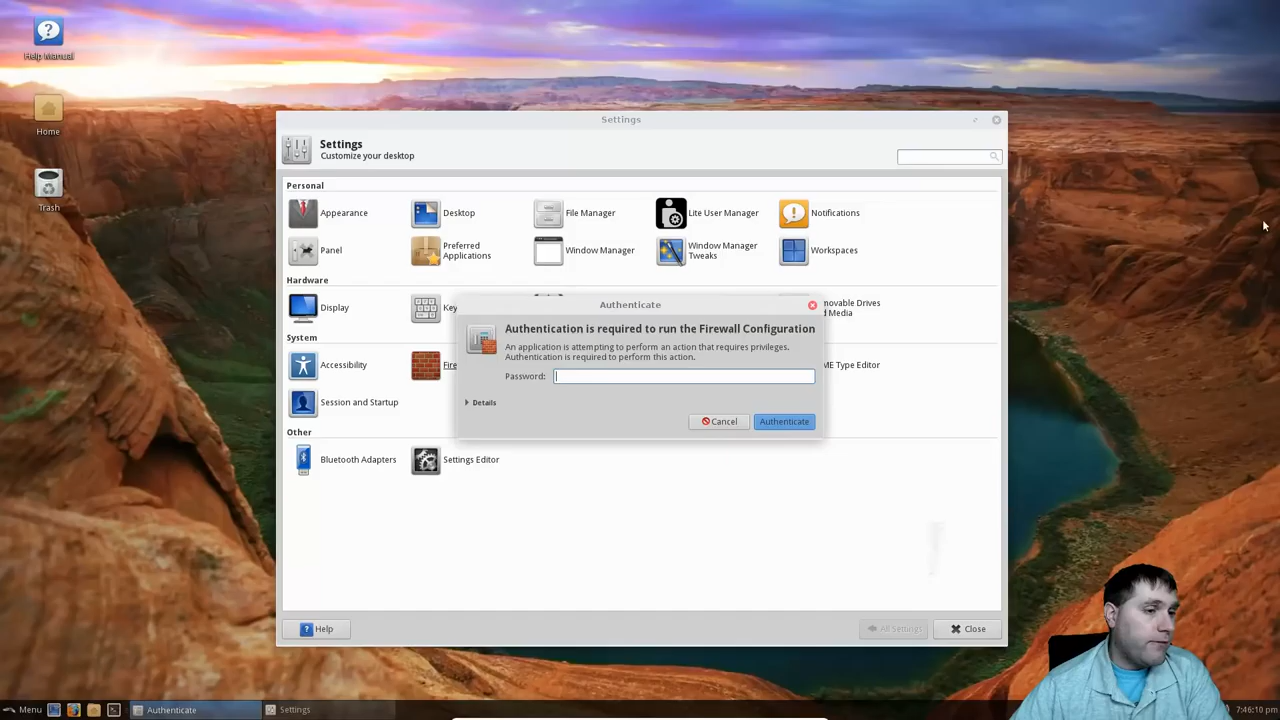 Help Manual
Home
Trash
Settings
Settings
Customize your desktop
Personal
Appearance
Desktop
File Manager
Lite User Manager
Notifications
Panel
Preferred
Applications
Window Manager
Window Manager
Tweaks
Workspaces
Hardware
Display
Key
movable Drives
d Media
System
Accessibility
Fire
ME Type Editor
Session and Startup
Other
Bluetooth Adapters
Settings Editor
Authenticate
Authentication is required to run the Firewall Configuration
An application is attempting to perform an action that requires privileges.
Authentication is required to perform this action.
Password:
Details
Cancel
Authenticate
Help
All Settings
Close
Menu
Authenticate
Settings
7:46:10 pm